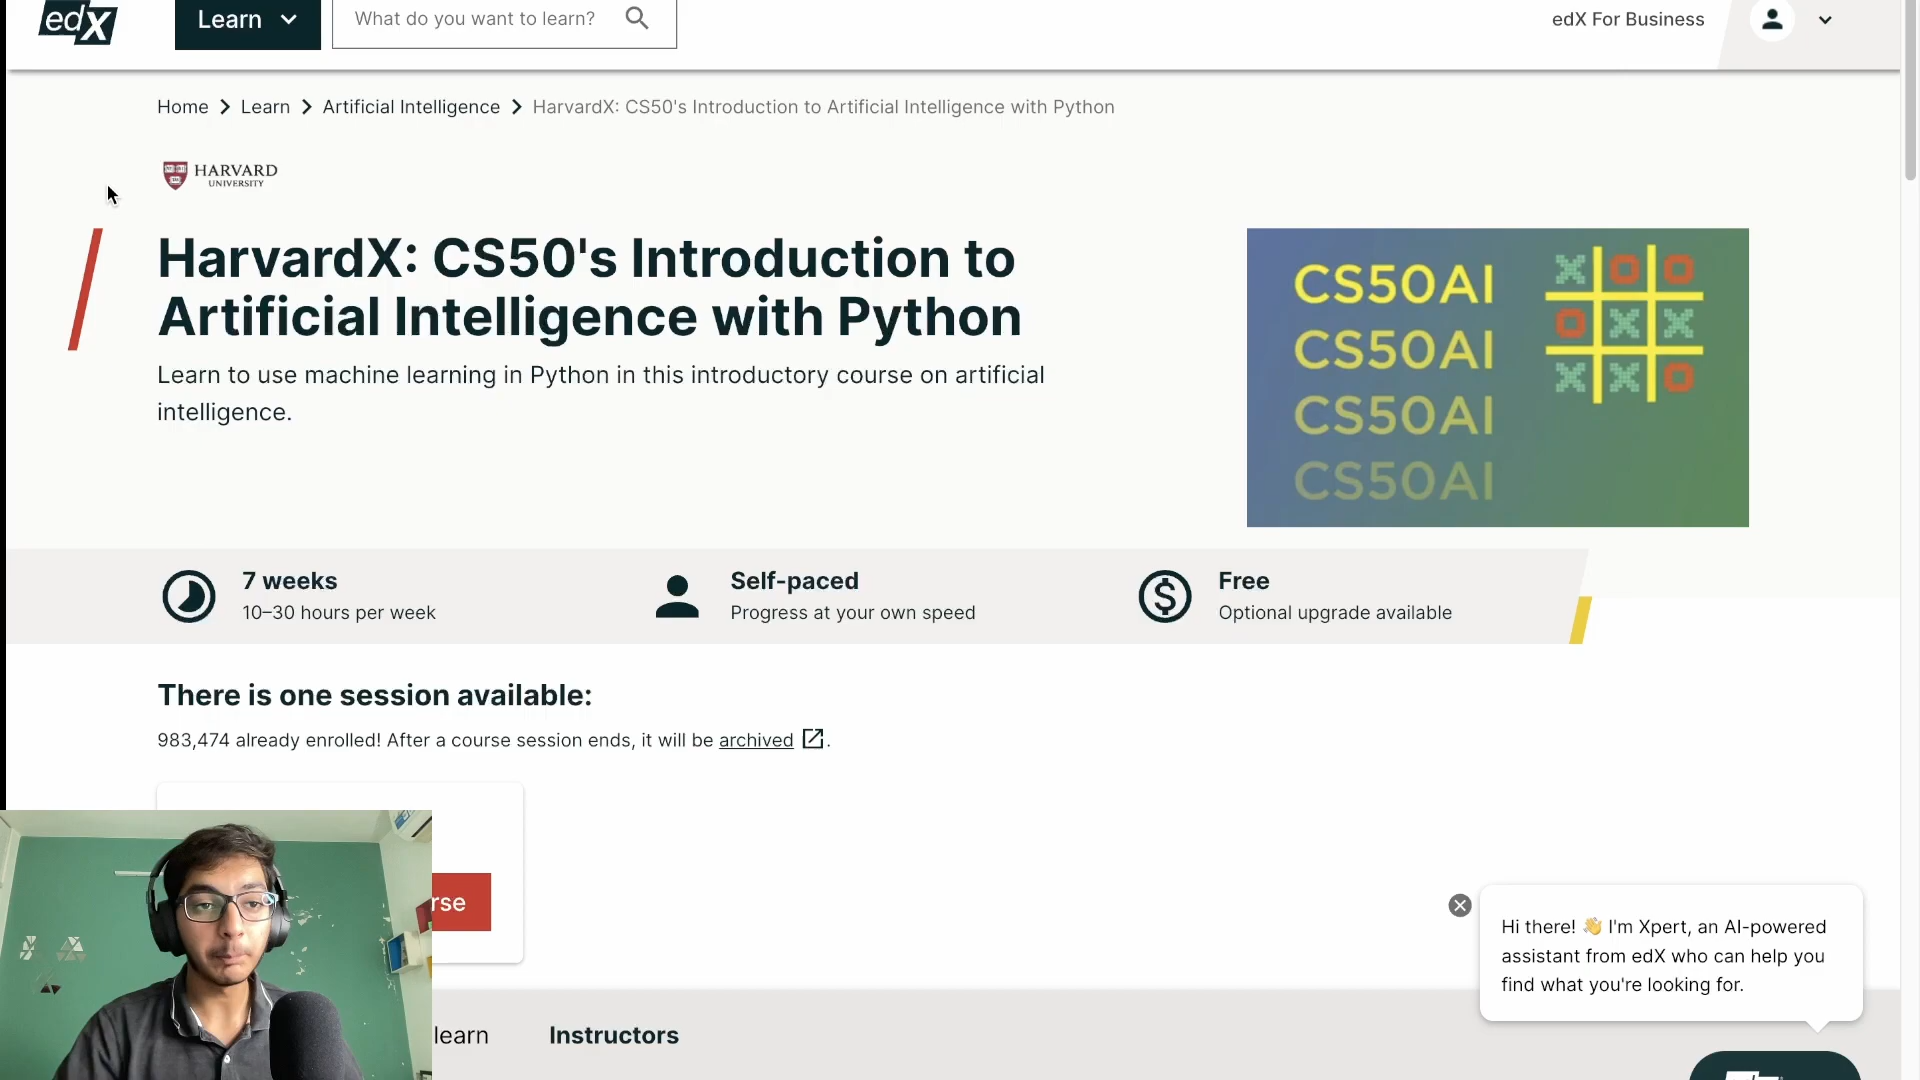 edX
Learn
What do you want to learn?
edX For Business
Home > Learn > Artificial Intelligence > HarvardX: CS50's Introduction to Artificial Intelligence with Python
HARVARD
UNIVERSITY
HarvardX: CS50's Introduction to
Artificial Intelligence with Python
Learn to use machine learning in Python in this introductory course on artificial
intelligence.
CS50AI
CS50AI
CS50AI
CS50AI
X O O
O X X
X X O
7 weeks
10–30 hours per week
Self-paced
Progress at your own speed
Free
Optional upgrade available
There is one session available:
983,474 already enrolled! After a course session ends, it will be archived.
rse
Hi there! 👋 I'm Xpert, an AI-powered
assistant from edX who can help you
find what you're looking for.
learn
Instructors